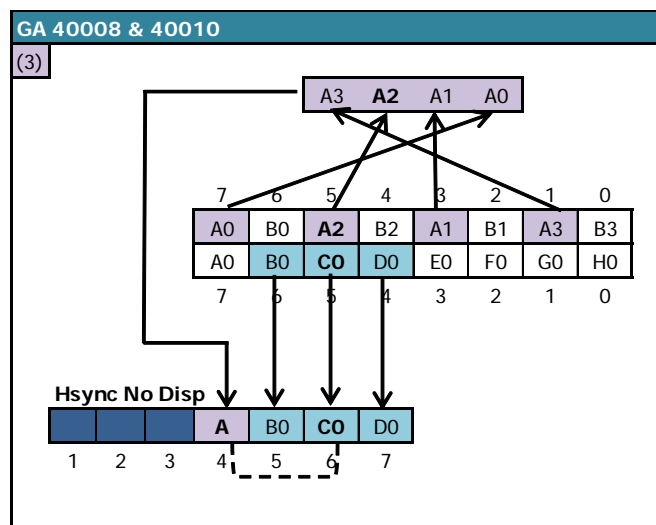 GA 40008 & 40010
(3)
A3 A2 A1 A0
7 6 5 4 3 2 1 0
A0 B0 A2 B2 A1 B1 A3 B3
A0 B0 C0 D0 E0 F0 G0 H0
7 6 5 4 3 2 1 0
Hsync No Disp
A B0 C0 D0
1 2 3 4 5 6 7